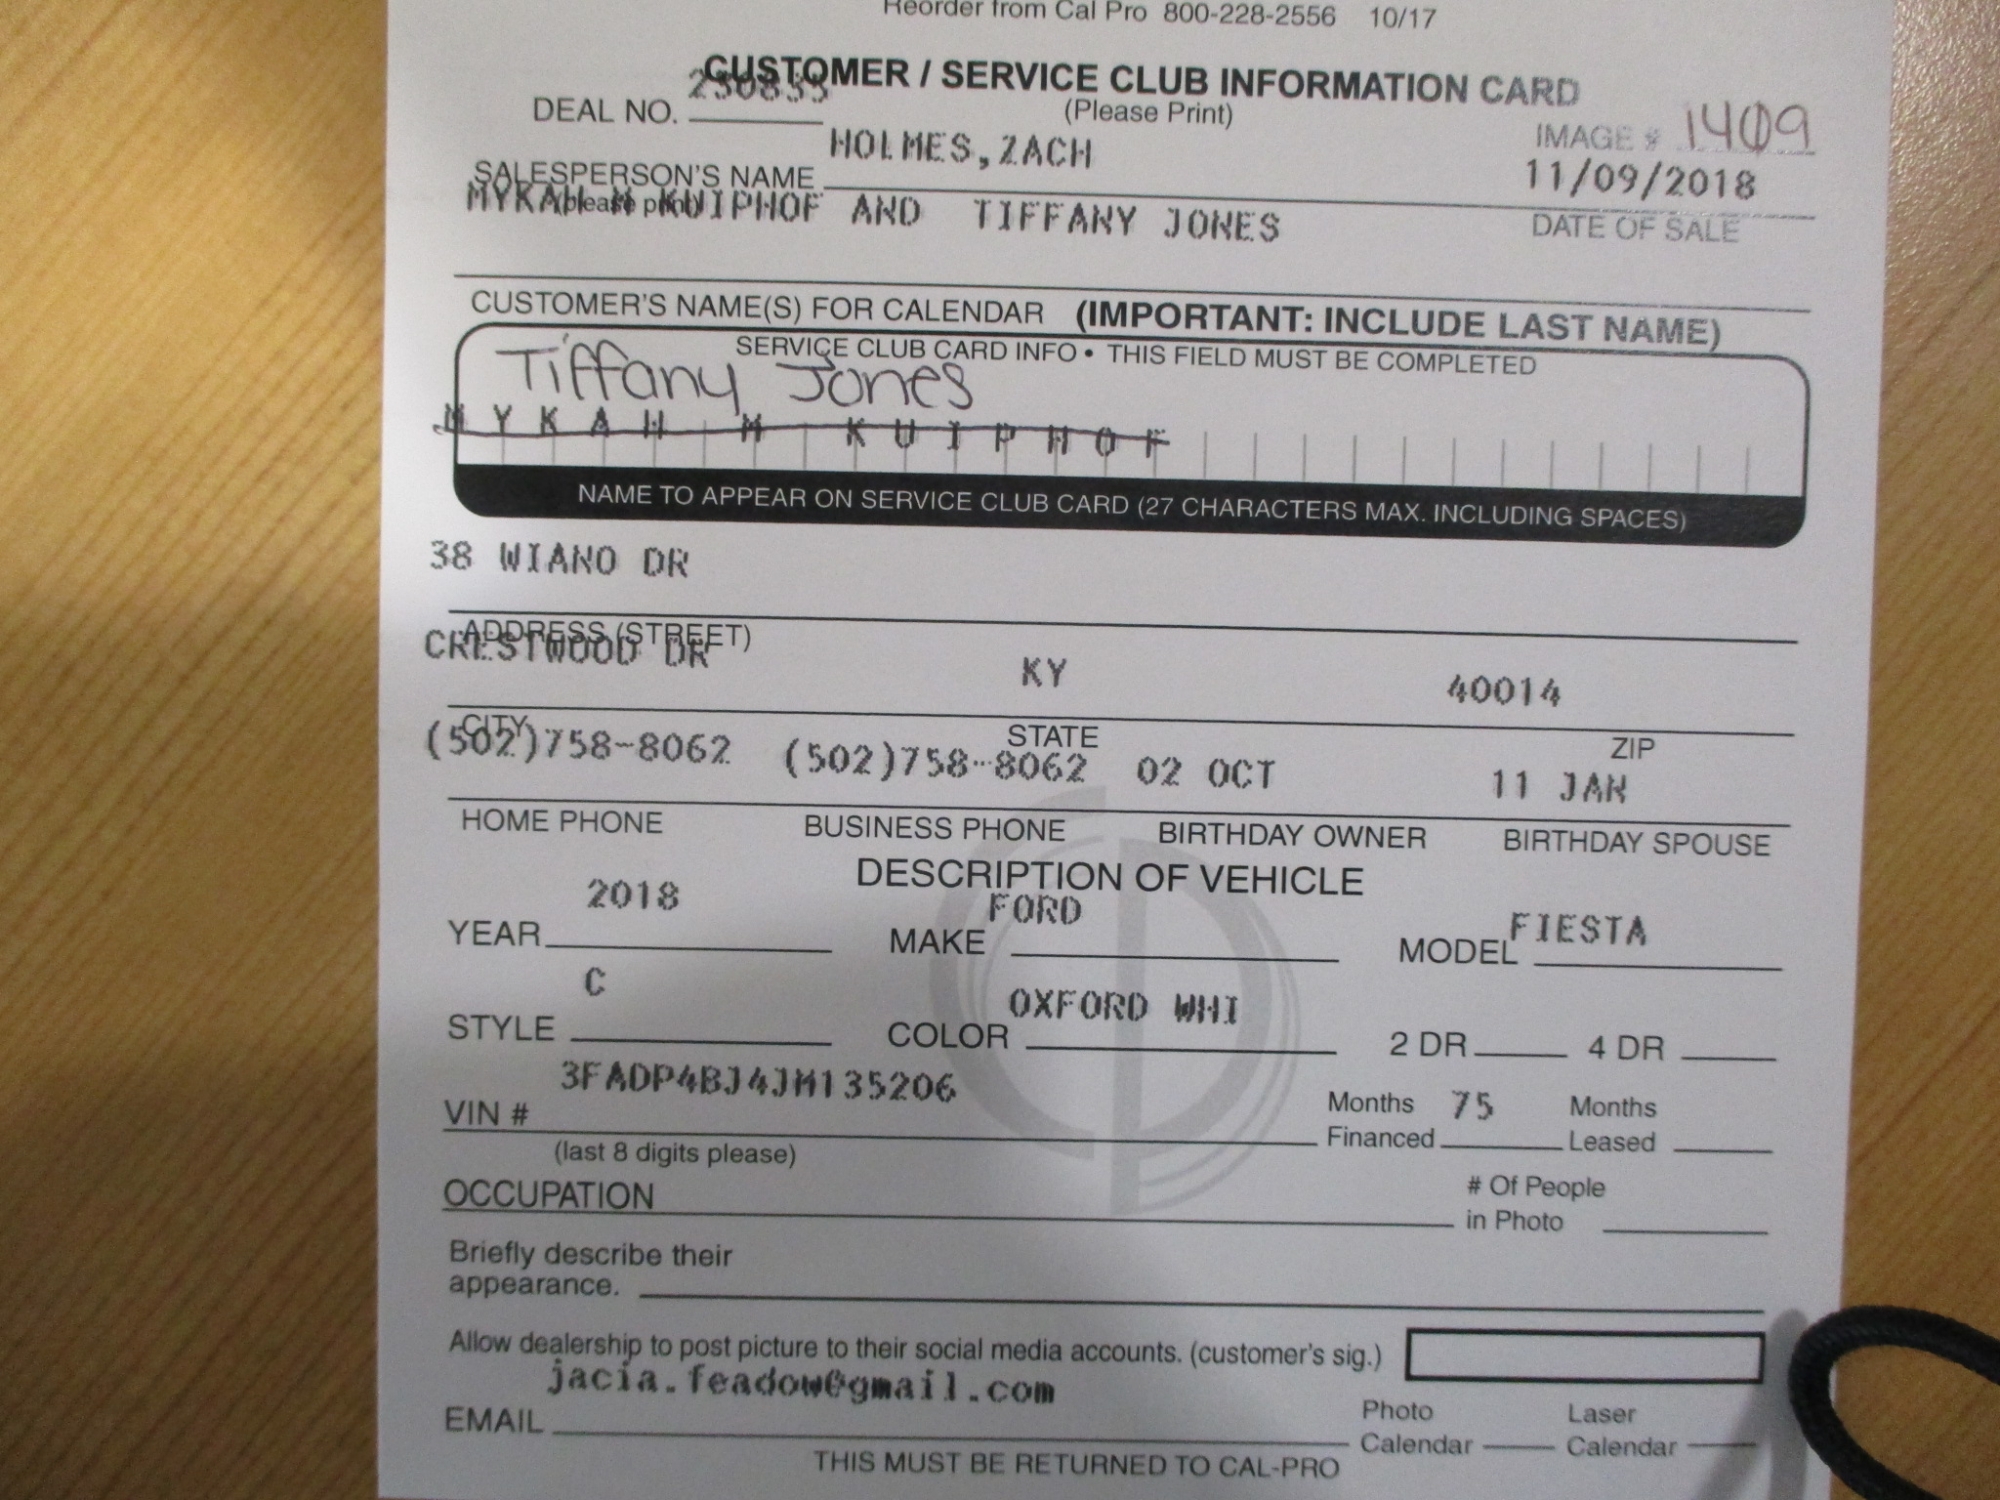 Reorder from Cal Pro 800-228-2556 10/17
CUSTOMER / SERVICE CLUB INFORMATION CARD
(Please Print)
DEAL NO. 230835
IMAGE # 1409
HOLMES,ZACH
SALESPERSON'S NAME
(please print)
11/09/2018
DATE OF SALE
MYKAH M KUIPHOF AND TIFFANY JONES
CUSTOMER'S NAME(S) FOR CALENDAR (IMPORTANT: INCLUDE LAST NAME)
SERVICE CLUB CARD INFO • THIS FIELD MUST BE COMPLETED
Tiffany Jones
MYKAH M KUIPHOF
NAME TO APPEAR ON SERVICE CLUB CARD (27 CHARACTERS MAX. INCLUDING SPACES)
38 WIANO DR
ADDRESS (STREET)
CRESTWOOD DR KY 40014
CITY STATE ZIP
(502)758-8062 (502)758-8062 02 OCT 11 JAN
HOME PHONE BUSINESS PHONE BIRTHDAY OWNER BIRTHDAY SPOUSE
DESCRIPTION OF VEHICLE
YEAR 2018 MAKE FORD MODEL FIESTA
STYLE C COLOR OXFORD WHI 2 DR 4 DR
VIN # 3FADP4BJ4JM135206 Months Financed 75 Months Leased
(last 8 digits please)
OCCUPATION # Of People in Photo
Briefly describe their
appearance.
Allow dealership to post picture to their social media accounts. (customer's sig.)
EMAIL jacia.feadow@gmail.com Photo Calendar Laser Calendar
THIS MUST BE RETURNED TO CAL-PRO